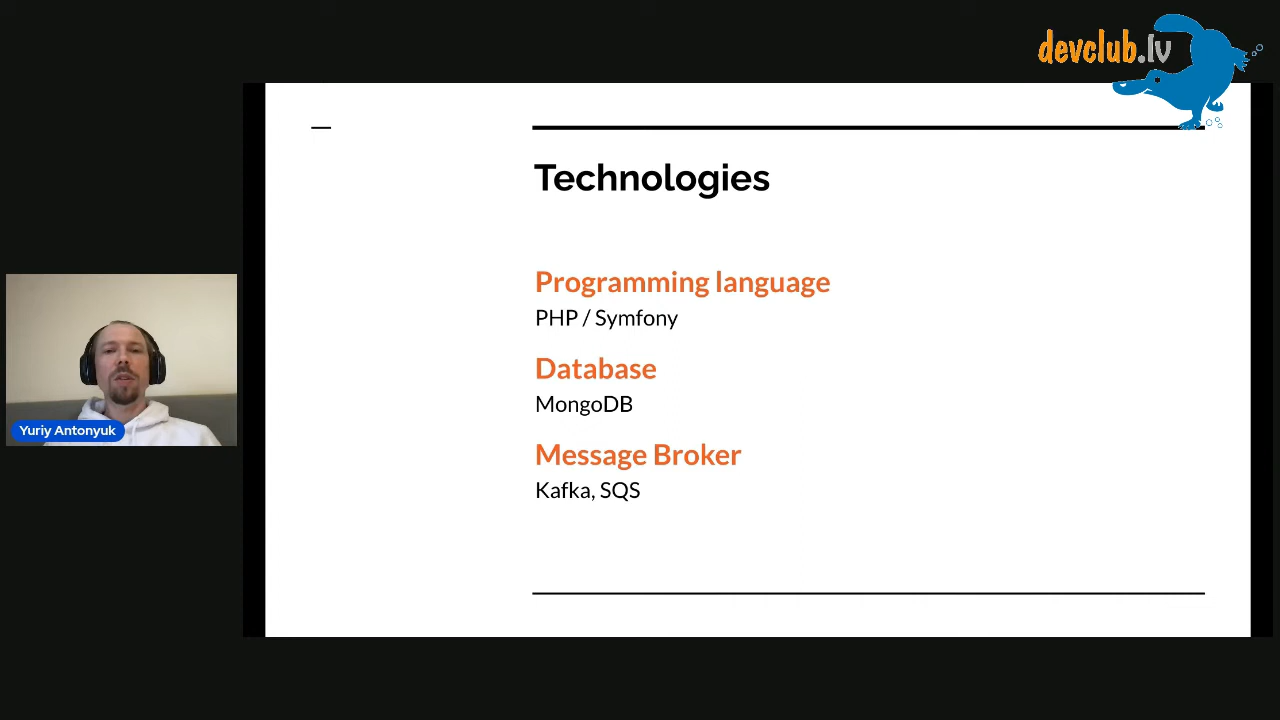 devclub.lv
Technologies
Programming language
PHP / Symfony
Database
MongoDB
Message Broker
Kafka, SQS
Yuriy Antonyuk